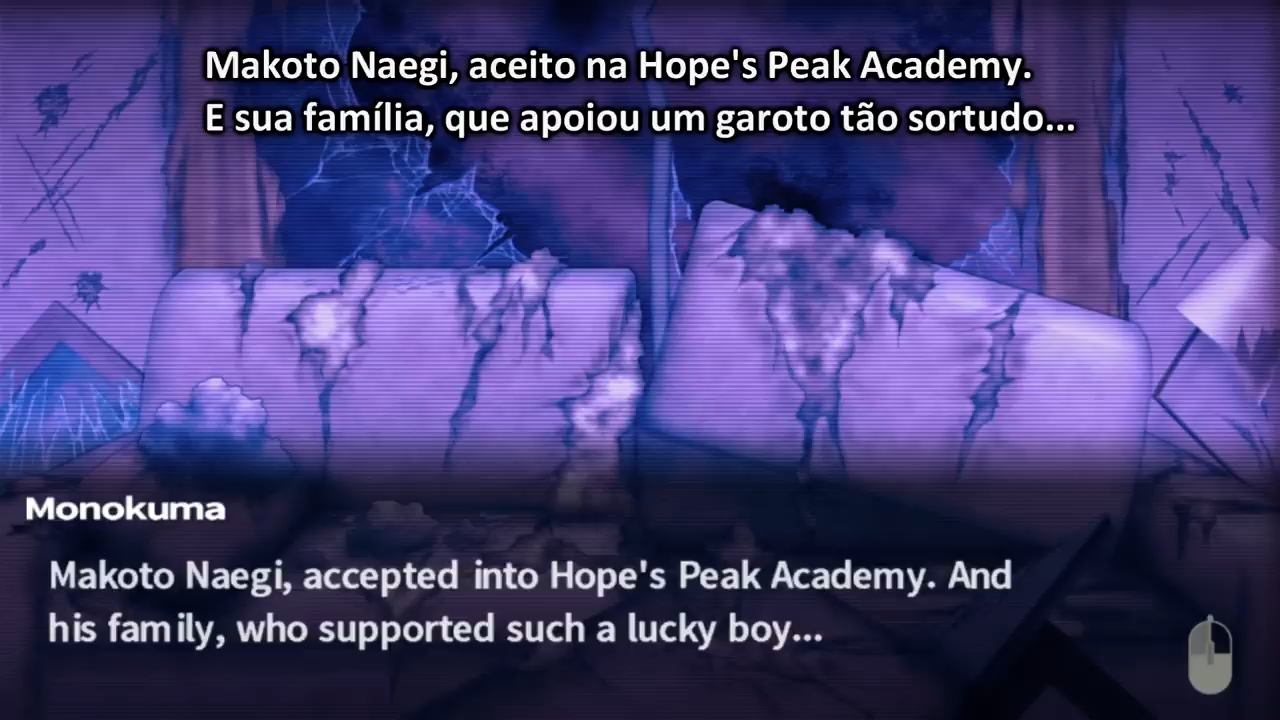 Makoto Naegi, aceito na Hope's Peak Academy.
E sua família, que apoiou um garoto tão sortudo...
Monokuma
Makoto Naegi, accepted into Hope's Peak Academy. And
his family, who supported such a lucky boy...